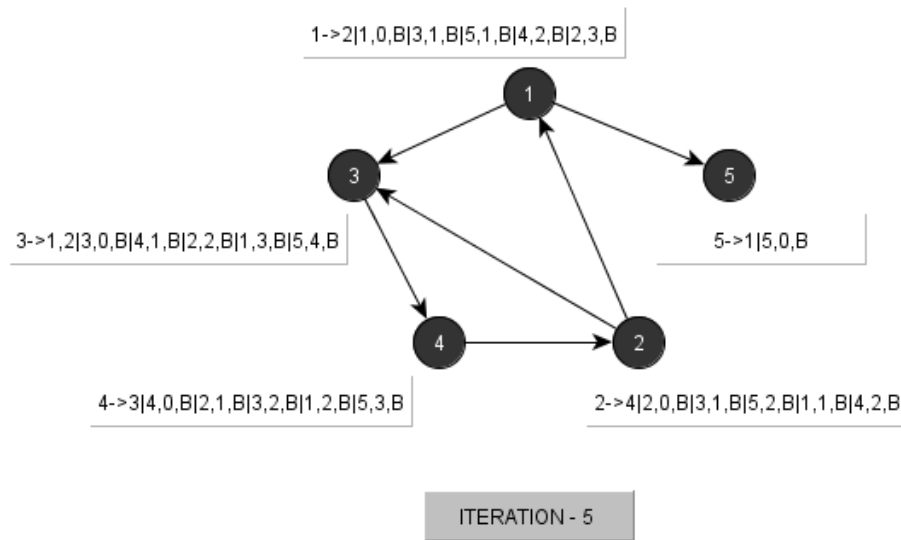 1->2|1,0,B|3,1,B|5,1,B|4,2,B|2,3,B
1
3
5
3->1,2|3,0,B|4,1,B|2,2,B|1,3,B|5,4,B
5->1|5,0,B
4
2
4->3|4,0,B|2,1,B|3,2,B|1,2,B|5,3,B
2->4|2,0,B|3,1,B|5,2,B|1,1,B|4,2,B
ITERATION - 5